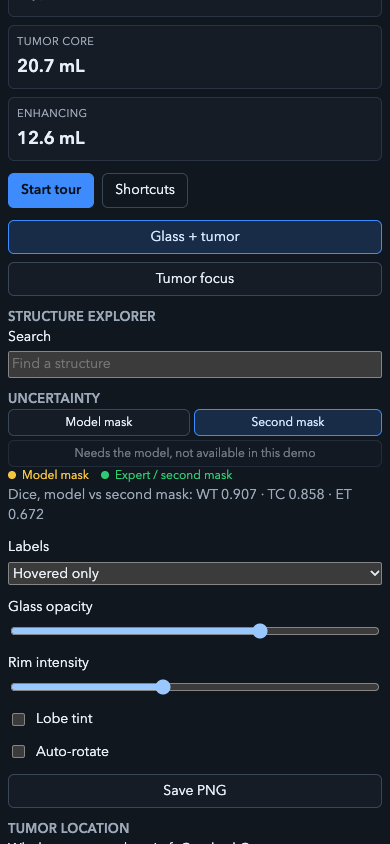 TUMOR CORE
20.7 mL
ENHANCING
12.6 mL
Start tour
Shortcuts
Glass + tumor
Tumor focus
STRUCTURE EXPLORER
Search
Find a structure
UNCERTAINTY
Model mask
Second mask
Needs the model, not available in this demo
Model mask
Expert / second mask
Dice, model vs second mask: WT 0.907 · TC 0.858 · ET
0.672
Labels
Hovered only
Glass opacity
Rim intensity
Lobe tint
Auto-rotate
Save PNG
TUMOR LOCATION